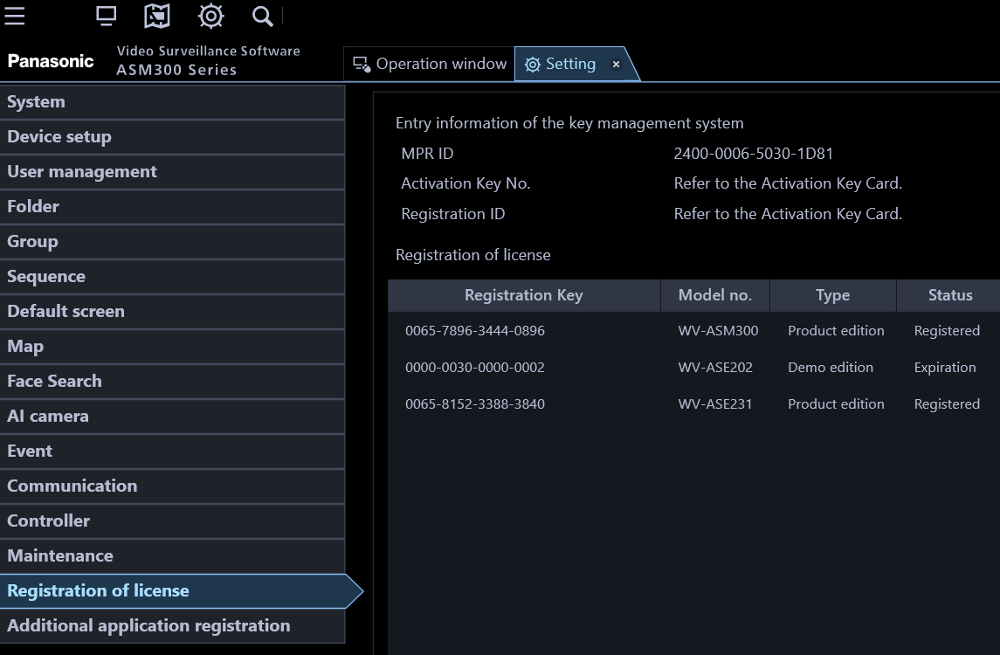 Panasonic
Video Surveillance Software
ASM300 Series
Operation window
Setting
System
Device setup
User management
Folder
Group
Sequence
Default screen
Map
Face Search
AI camera
Event
Communication
Controller
Maintenance
Registration of license
Additional application registration
Entry information of the key management system
MPR ID 2400-0006-5030-1D81
Activation Key No. Refer to the Activation Key Card.
Registration ID Refer to the Activation Key Card.
Registration of license
Registration Key Model no. Type Status
0065-7896-3444-0896 WV-ASM300 Product edition Registered
0000-0030-0000-0002 WV-ASE202 Demo edition Expiration
0065-8152-3388-3840 WV-ASE231 Product edition Registered